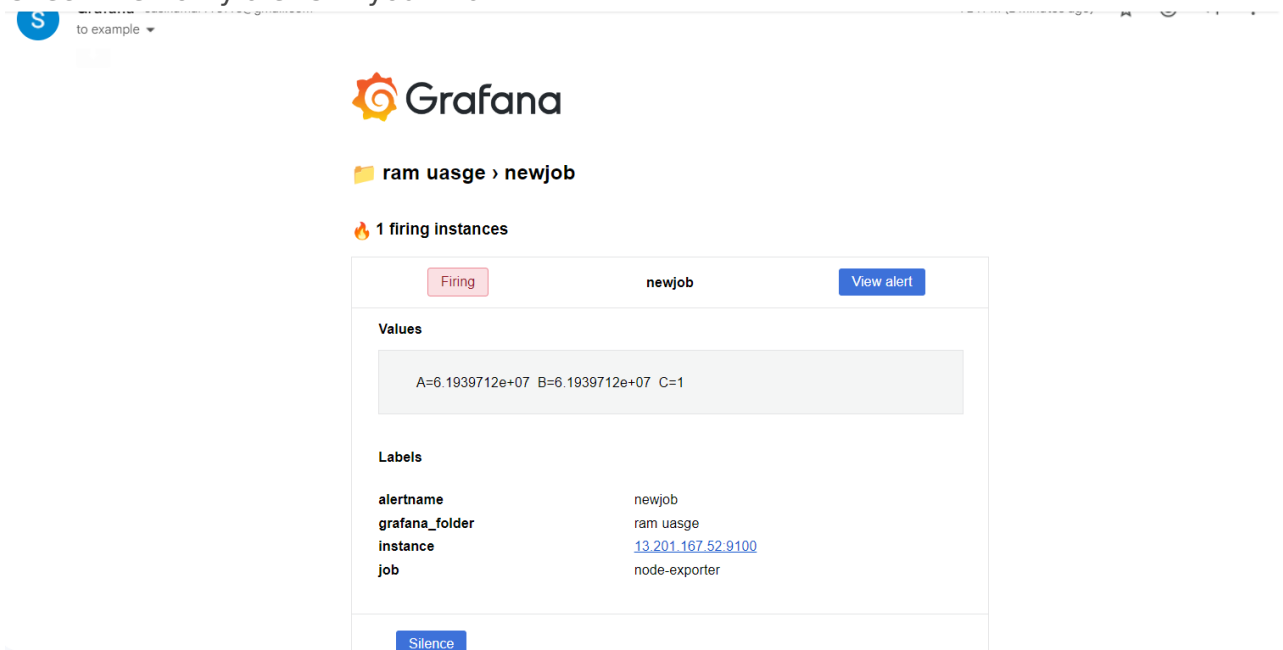 S
to example
Grafana
ram uasge › newjob
1 firing instances
Firing newjob View alert
Values
A=6.1939712e+07 B=6.1939712e+07 C=1
Labels
alertname newjob
grafana_folder ram uasge
instance 13.201.167.52:9100
job node-exporter
Silence